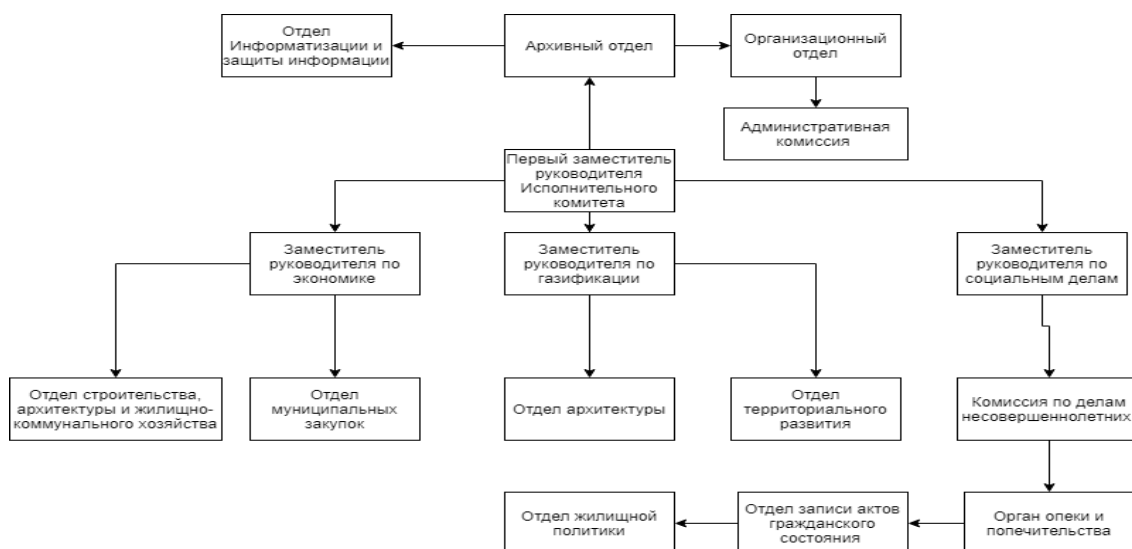 Отдел
Информатизации и
защиты информации
Архивный отдел
Организационный
отдел
Административная
комиссия
Первый заместитель
руководителя
Исполнительного
комитета
Заместитель
руководителя по
экономике
Заместитель
руководителя по
газификации
Заместитель
руководителя по
социальным делам
Отдел строительства,
архитектуры и жилищно-
коммунального хозяйства
Отдел
муниципальных
закупок
Отдел архитектуры
Отдел
территориального
развития
Комиссия по делам
несовершеннолетних
Отдел жилищной
политики
Отдел записи актов
гражданского
состояния
Орган опеки и
попечительства